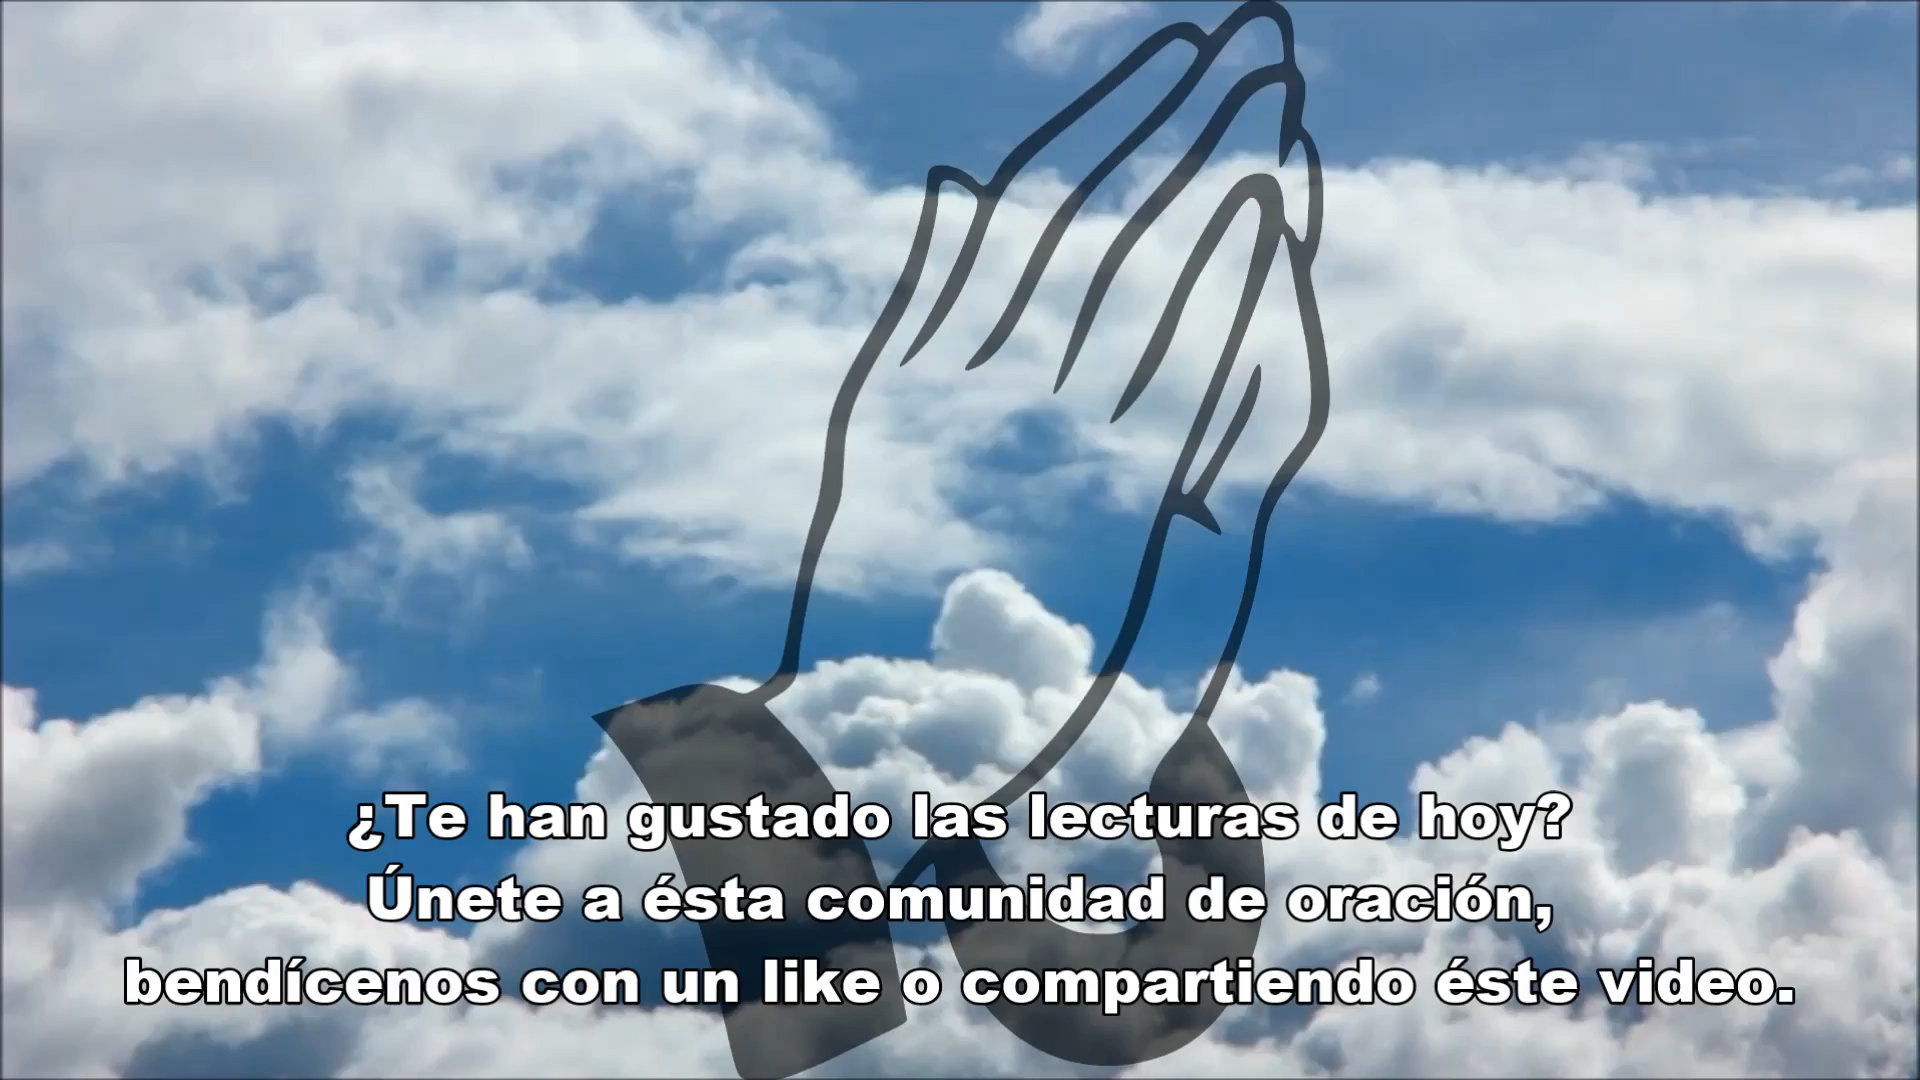 ¿Te han gustado las lecturas de hoy?
Únete a ésta comunidad de oración,
bendícenos con un like o compartiendo éste video.